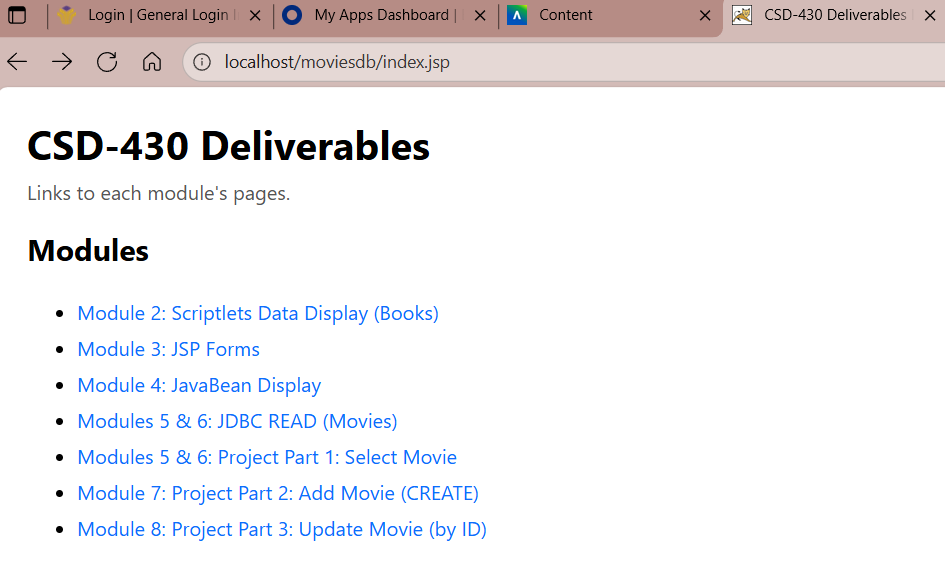 Login | General Login
My Apps Dashboard |
Content
CSD-430 Deliverables
localhost/moviesdb/index.jsp
CSD-430 Deliverables
Links to each module's pages.
Modules
Module 2: Scriptlets Data Display (Books)
Module 3: JSP Forms
Module 4: JavaBean Display
Modules 5 & 6: JDBC READ (Movies)
Modules 5 & 6: Project Part 1: Select Movie
Module 7: Project Part 2: Add Movie (CREATE)
Module 8: Project Part 3: Update Movie (by ID)